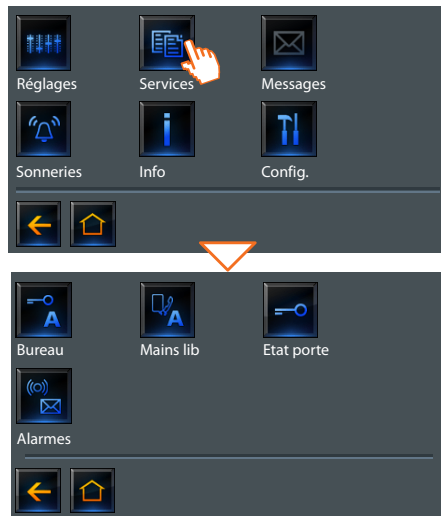 Réglages Services Messages
Sonneries Info Config.
A A
Bureau Mains lib Etat porte
Alarmes